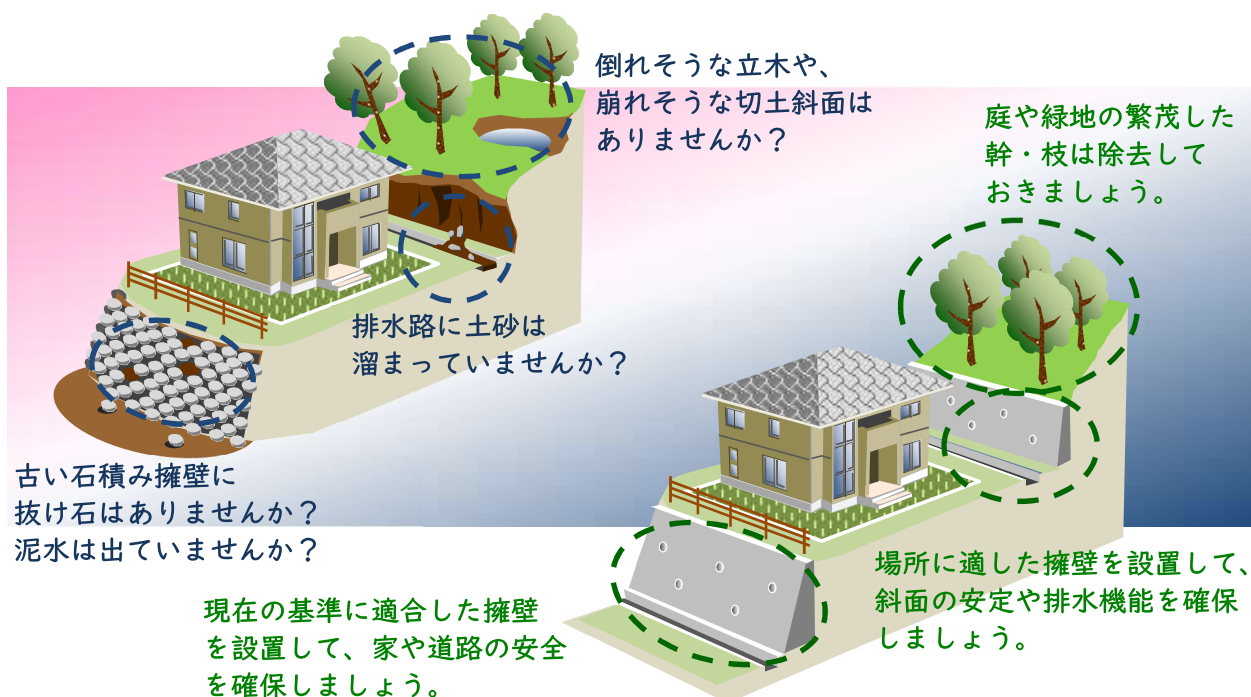 倒れそうな立木や、
崩れそうな切土斜面は
ありませんか？
庭や緑地の繁茂した
幹・枝は除去して
おきましょう。
排水路に土砂は
溜まっていませんか？
古い石積み擁壁に
抜け石はありませんか？
泥水は出ていませんか？
場所に適した擁壁を設置して、
斜面の安定や排水機能を確保
しましょう。
現在の基準に適合した擁壁
を設置して、家や道路の安全
を確保しましょう。